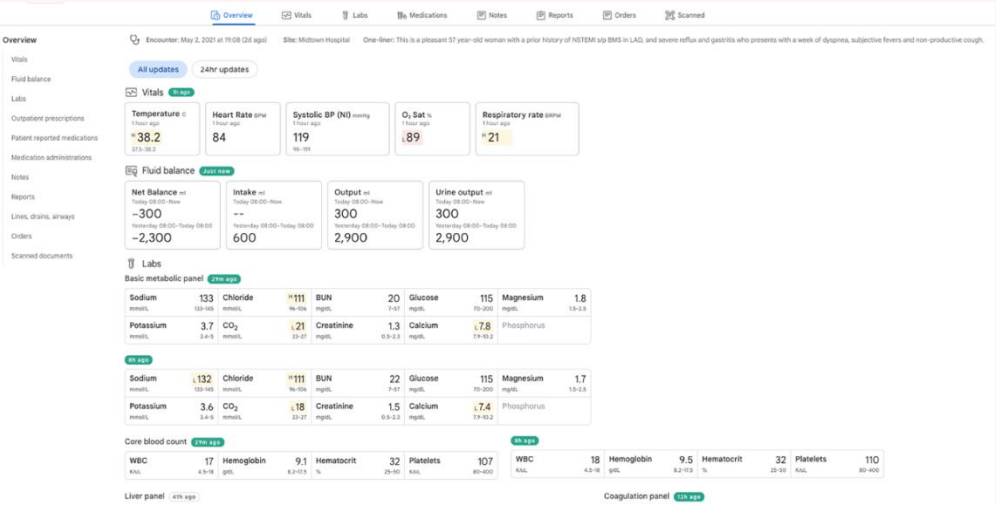 Overview Vitals Labs Medications Notes Reports Orders Scanned
Overview
Vitals
Fluid balance
Labs
Outpatient prescriptions
Patient reported medications
Medication administrations
Notes
Reports
Lines, drains, airways
Orders
Scanned documents
Encounter: May 2, 2021 at 19:08 (2d ago) Site: Midtown Hospital One-liner: This is a pleasant 57 year-old woman with a prior history of NSTEMI s/p BMS in LAD, and severe reflux and gastritis who presents with a week of dyspnea, subjective fevers and non-productive cough.
All updates 24hr updates
Vitals 1h ago
Temperature C Heart Rate BPM Systolic BP (NI) mmHg O₂ Sat % Respiratory rate BRPM
1 hour ago 1 hour ago 1 hour ago 1 hour ago 1 hour ago
H 38.2 84 119 L 89 H 21
37.5-38.2 98-119
Fluid balance Just now
Net Balance ml Intake ml Output ml Urine output ml
Today 08:00-Now Today 08:00-Now Today 08:00-Now Today 08:00-Now
-300 -- 300 300
Yesterday 08:00-Today 08:00 Yesterday 08:00-Today 08:00 Yesterday 08:00-Today 08:00 Yesterday 08:00-Today 08:00
-2,300 600 2,900 2,900
Labs
Basic metabolic panel 29m ago
Sodium 133 Chloride H 111 BUN 20 Glucose 115 Magnesium 1.8
mmol/L 133-145 mmol/L 96-106 mg/dL 7-57 mg/dL 70-200 mg/dL 1.5-2.5
Potassium 3.7 CO₂ L 21 Creatinine 1.3 Calcium L 7.8 Phosphorus
mmol/L 3.4-5 mmol/L 23-27 mg/dL 0.5-2.3 mg/dL 7.9-10.2
Sodium L 132 Chloride H 111 BUN 22 Glucose 115 Magnesium 1.7
mmol/L 133-145 mmol/L 96-106 mg/dL 7-57 mg/dL 70-200 mg/dL 1.5-2.5
Potassium 3.6 CO₂ L 18 Creatinine 1.5 Calcium L 7.4 Phosphorus
mmol/L 3.4-5 mmol/L 23-27 mg/dL 0.5-2.3 mg/dL 7.9-10.2
Core blood count 29m ago
WBC 17 Hemoglobin 9.1 Hematocrit 32 Platelets 107
K/uL 4.5-18 g/dL 8.2-17.5 % 25-50 K/uL 80-400
8h ago
WBC 18 Hemoglobin 9.5 Hematocrit 32 Platelets 110
K/uL 4.5-18 g/dL 8.2-17.5 % 25-50 K/uL 80-400
Liver panel 41h ago Coagulation panel 12h ago